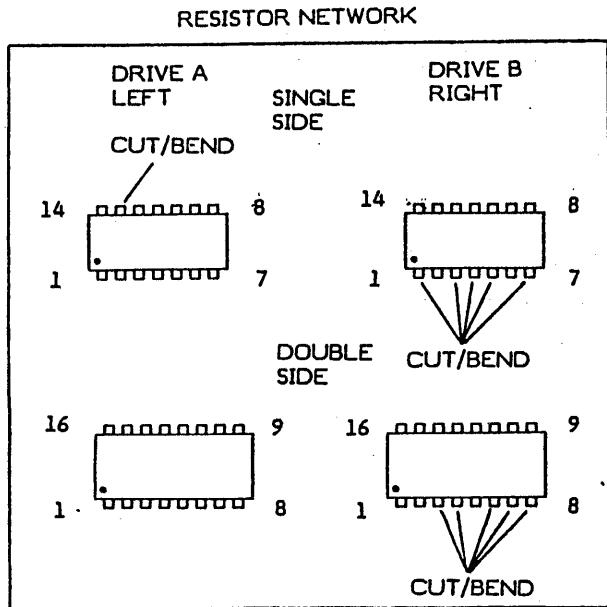 RESISTOR NETWORK
DRIVE A
LEFT
SINGLE
SIDE
DRIVE B
RIGHT
CUT/BEND
14 8
1 7
14 8
1 7
CUT/BEND
DOUBLE
SIDE
16 9
1 8
16 9
1 8
CUT/BEND